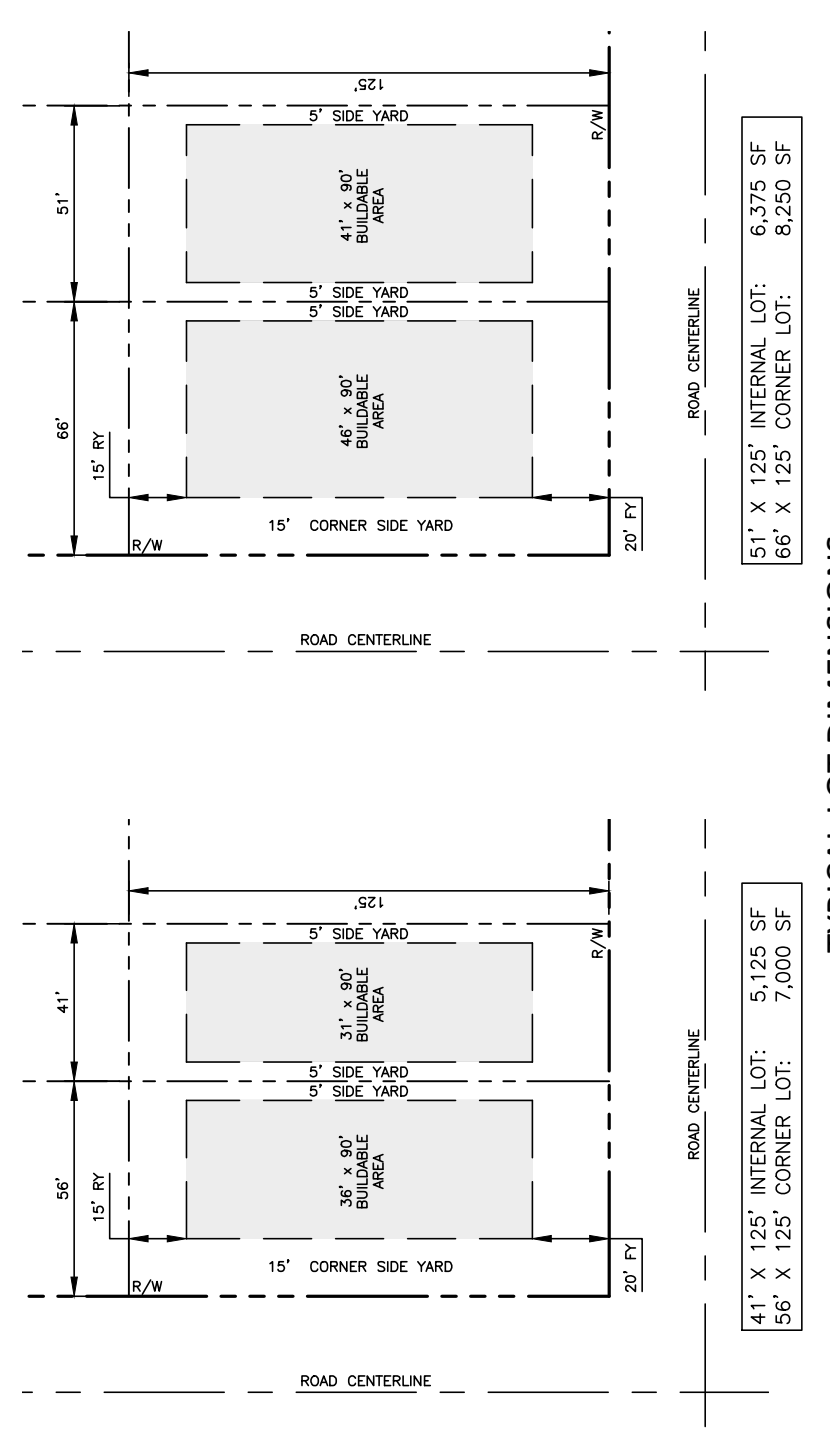 125'
5' SIDE YARD
R/W
51'
41' x 90'
BUILDABLE
AREA
5' SIDE YARD
5' SIDE YARD
66'
46' x 90'
BUILDABLE
AREA
15' RY
15' CORNER SIDE YARD
20' FY
R/W
ROAD CENTERLINE
ROAD CENTERLINE
51' X 125' INTERNAL LOT: 6,375 SF
66' X 125' CORNER LOT: 8,250 SF
125'
5' SIDE YARD
R/W
41'
31' x 90'
BUILDABLE
AREA
5' SIDE YARD
5' SIDE YARD
56'
36' x 90'
BUILDABLE
AREA
15' RY
15' CORNER SIDE YARD
20' FY
R/W
ROAD CENTERLINE
ROAD CENTERLINE
41' X 125' INTERNAL LOT: 5,125 SF
56' X 125' CORNER LOT: 7,000 SF